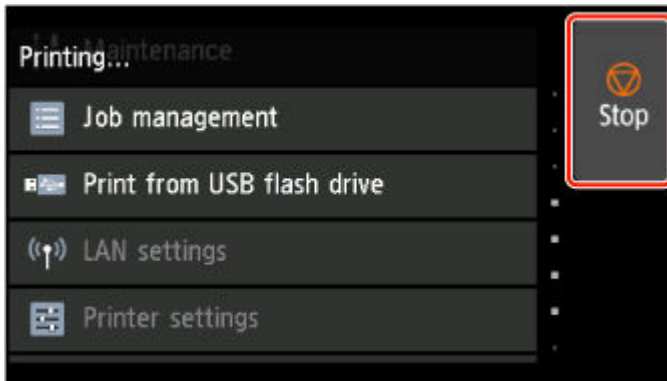 Maintenance
Printing...
Stop
Job management
Print from USB flash drive
LAN settings
Printer settings